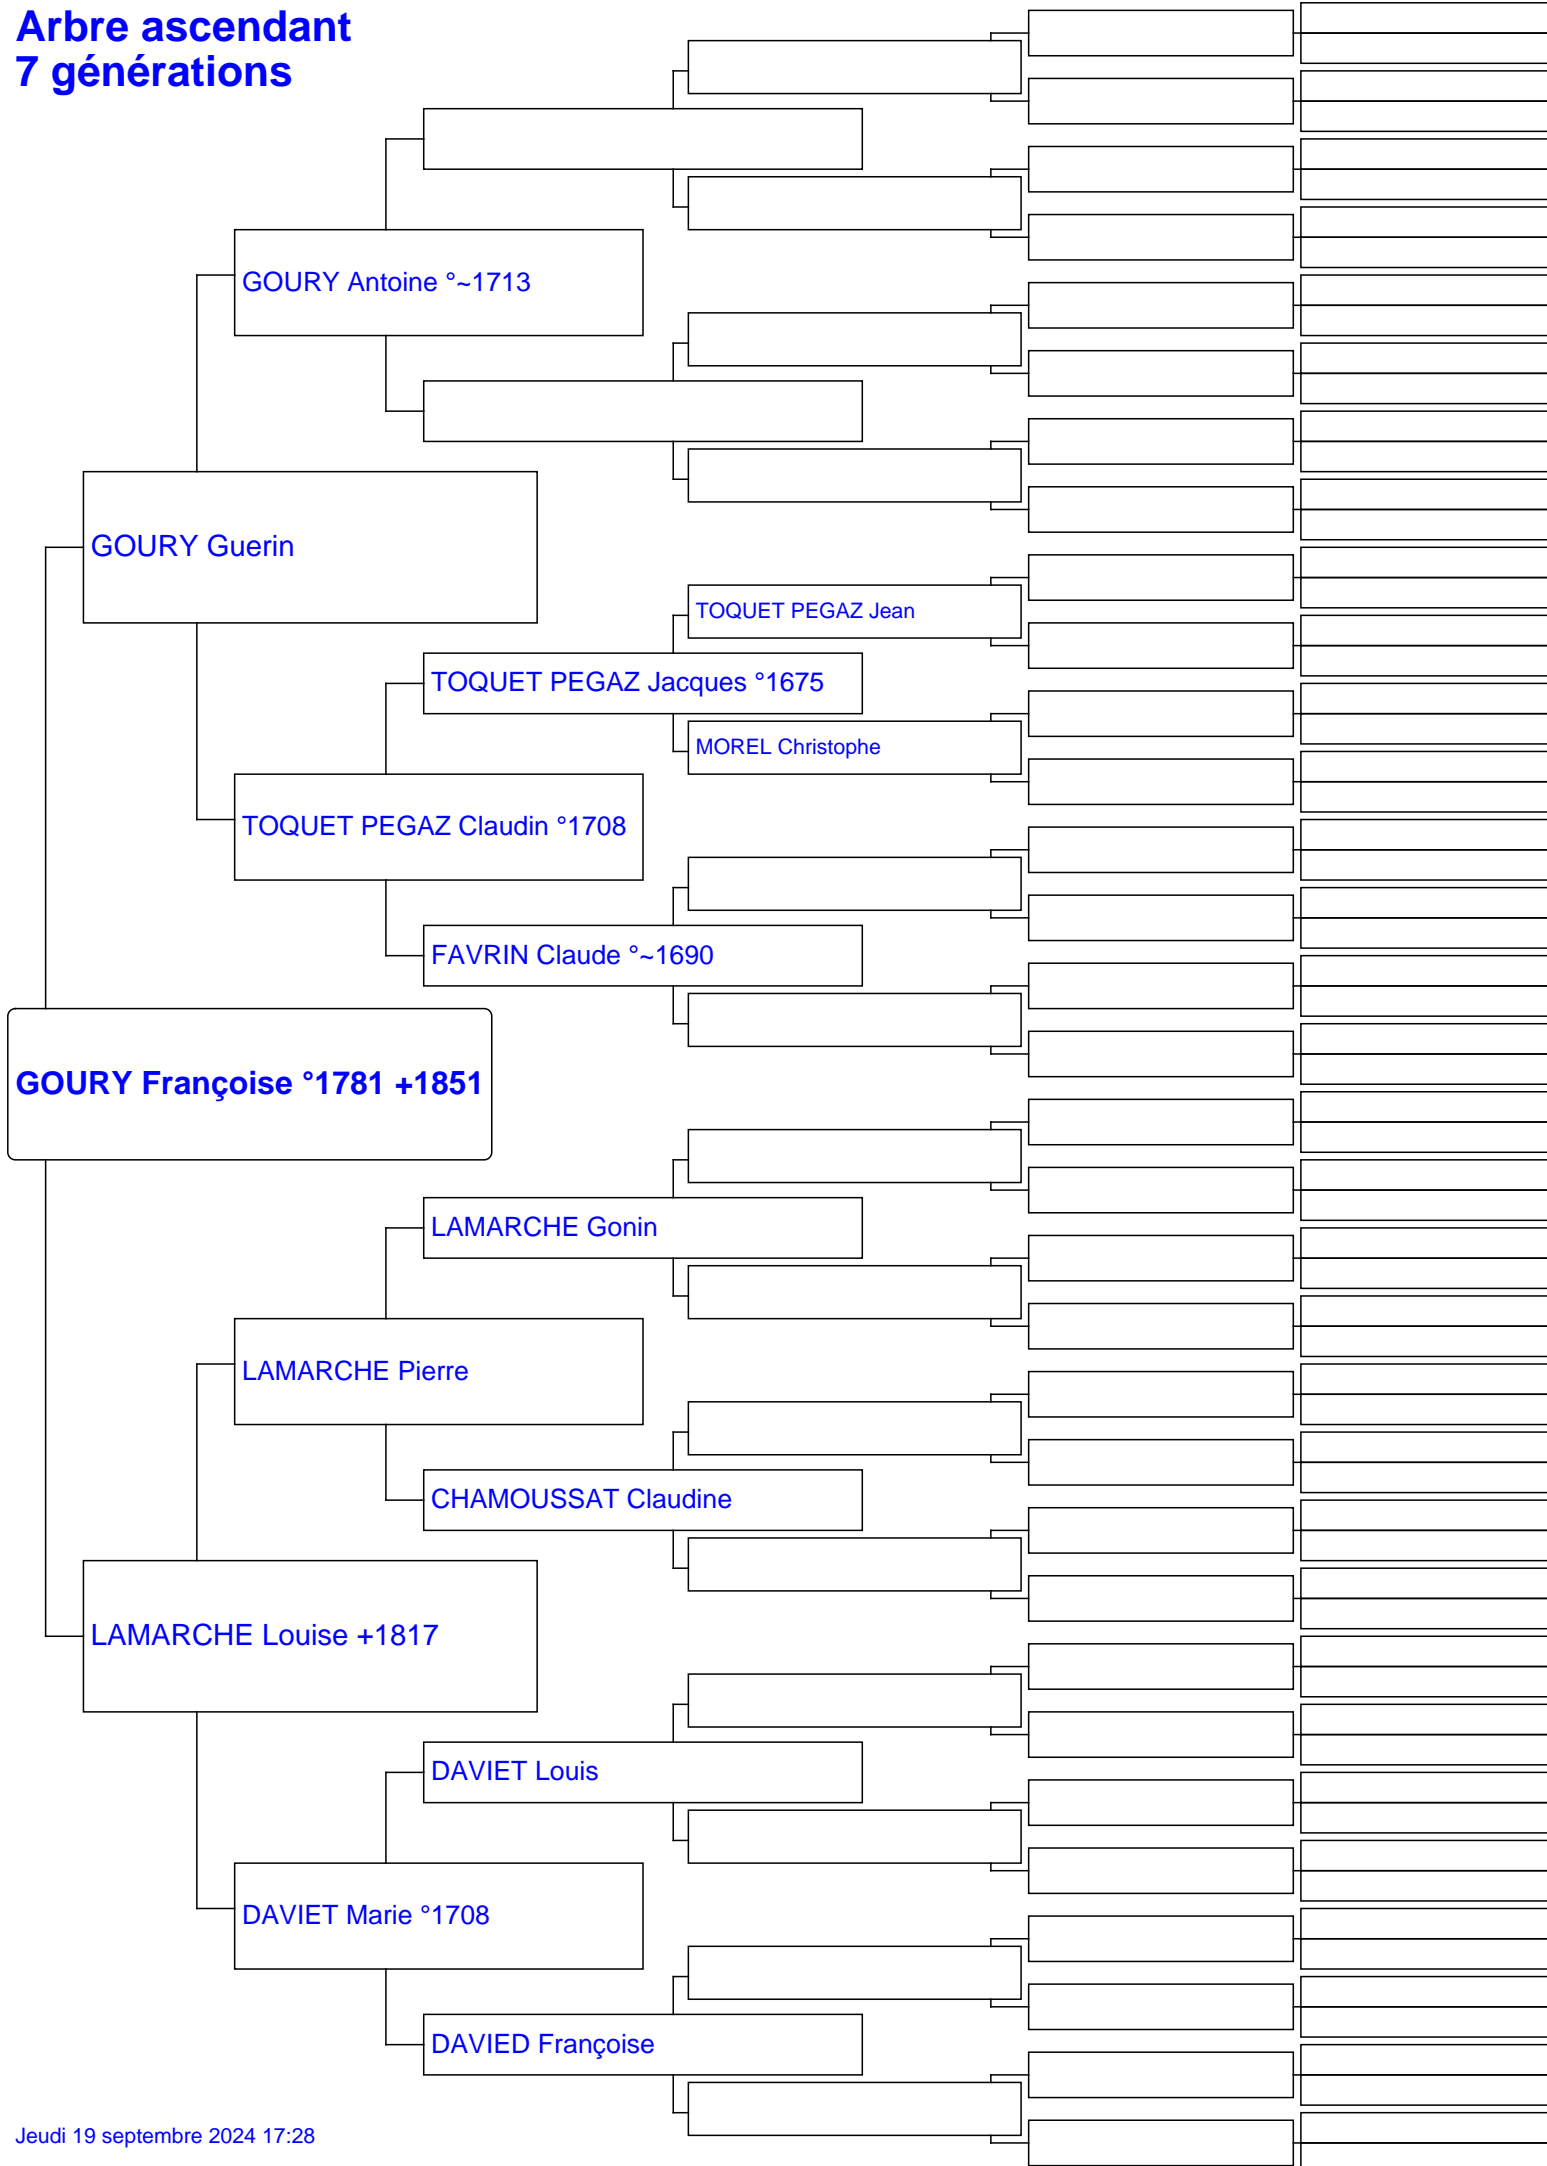 Arbre ascendant
7 générations
GOURY Antoine °~1713
GOURY Guerin
TOQUET PEGAZ Jean
TOQUET PEGAZ Jacques °1675
MOREL Christophe
TOQUET PEGAZ Claudin °1708
FAVRIN Claude °~1690
GOURY Françoise °1781 +1851
LAMARCHE Gonin
LAMARCHE Pierre
CHAMOUSSAT Claudine
LAMARCHE Louise +1817
DAVIET Louis
DAVIET Marie °1708
DAVIED Françoise
Jeudi 19 septembre 2024 17:28